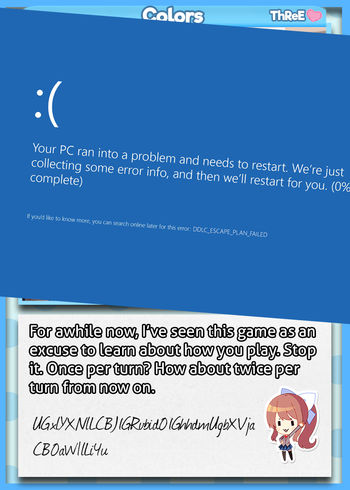 Colors
ThReE
:(
Your PC ran into a problem and needs to restart. We're just
collecting some error info, and then we'll restart for you. (0%
complete)
If you'd like to know more, you can search online later for this error: DDLC_ESCAPE_PLAN_FAILED
For awhile now, I've seen this game as an
excuse to learn about how you play. Stop
it. Once per turn? How about twice per
turn from now on.
UGxlYXNlLCBJIGRvbid0IGhhdmUgbXVja
CB0aW1lLi4u